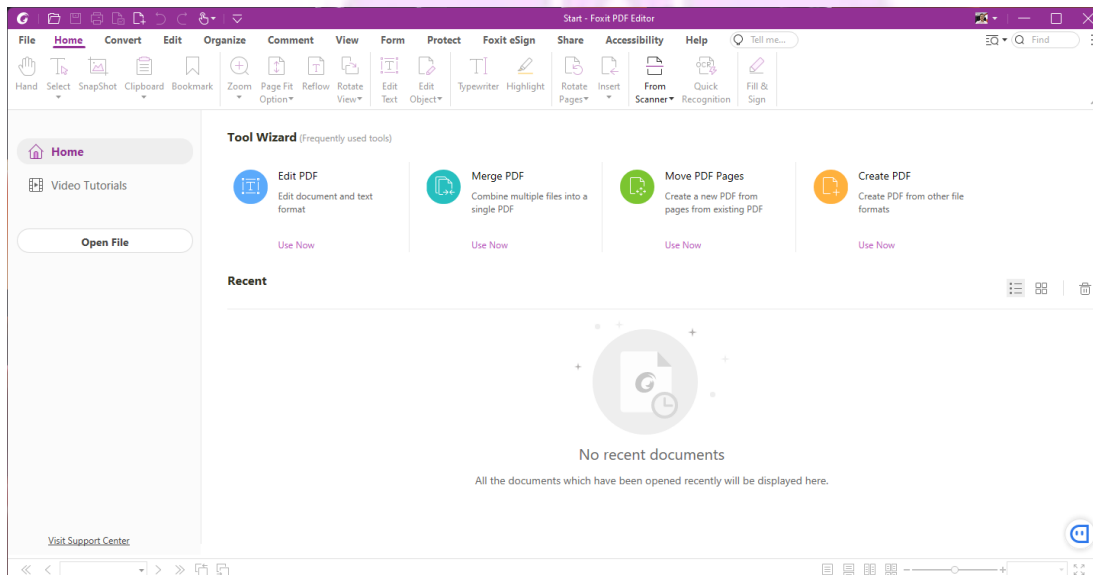 Start - Foxit PDF Editor
File Home Convert Edit Organize Comment View Form Protect Foxit eSign Share Accessibility Help Tell me... Find
Hand Select SnapShot Clipboard Bookmark Zoom Page Fit Option Reflow Rotate View Edit Text Edit Object Typewriter Highlight Rotate Pages Insert From Scanner OCR Quick Recognition Fill & Sign
Home
Video Tutorials
Open File
Visit Support Center
Tool Wizard (Frequently used tools)
Edit PDF
Edit document and text
format
Use Now
Merge PDF
Combine multiple files into a
single PDF
Use Now
Move PDF Pages
Create a new PDF from
pages from existing PDF
Use Now
Create PDF
Create PDF from other file
formats
Use Now
Recent
No recent documents
All the documents which have been opened recently will be displayed here.